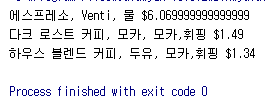 에스프레소, Venti, 물 $6.069999999999999
다크 로스트 커피, 모카, 모카,휘핑 $1.49
하우스 블렌드 커피, 두유, 모카,휘핑 $1.34
Process finished with exit code 0